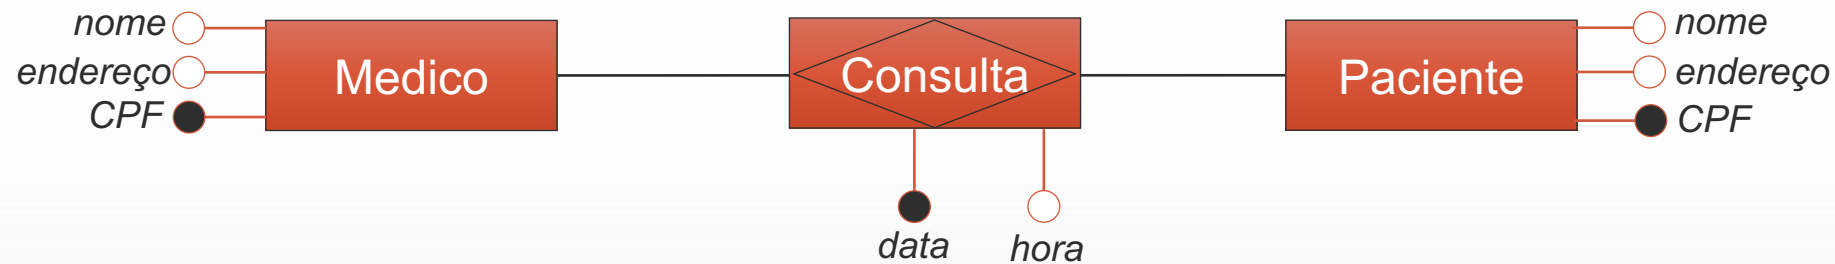 nome
endereço
CPF
Medico
Consulta
data
hora
Paciente
nome
endereço
CPF